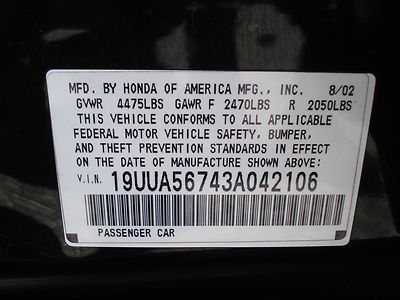 MFD. BY HONDA OF AMERICA MFG., INC. 8/02
GVWR 4475LBS GAWR F 2470LBS R 2050LBS
THIS VEHICLE CONFORMS TO ALL APPLICABLE
FEDERAL MOTOR VEHICLE SAFETY, BUMPER,
AND THEFT PREVENTION STANDARDS IN EFFECT
ON THE DATE OF MANUFACTURE SHOWN ABOVE:
V.I.N. 19UUA56743A042106
PASSENGER CAR